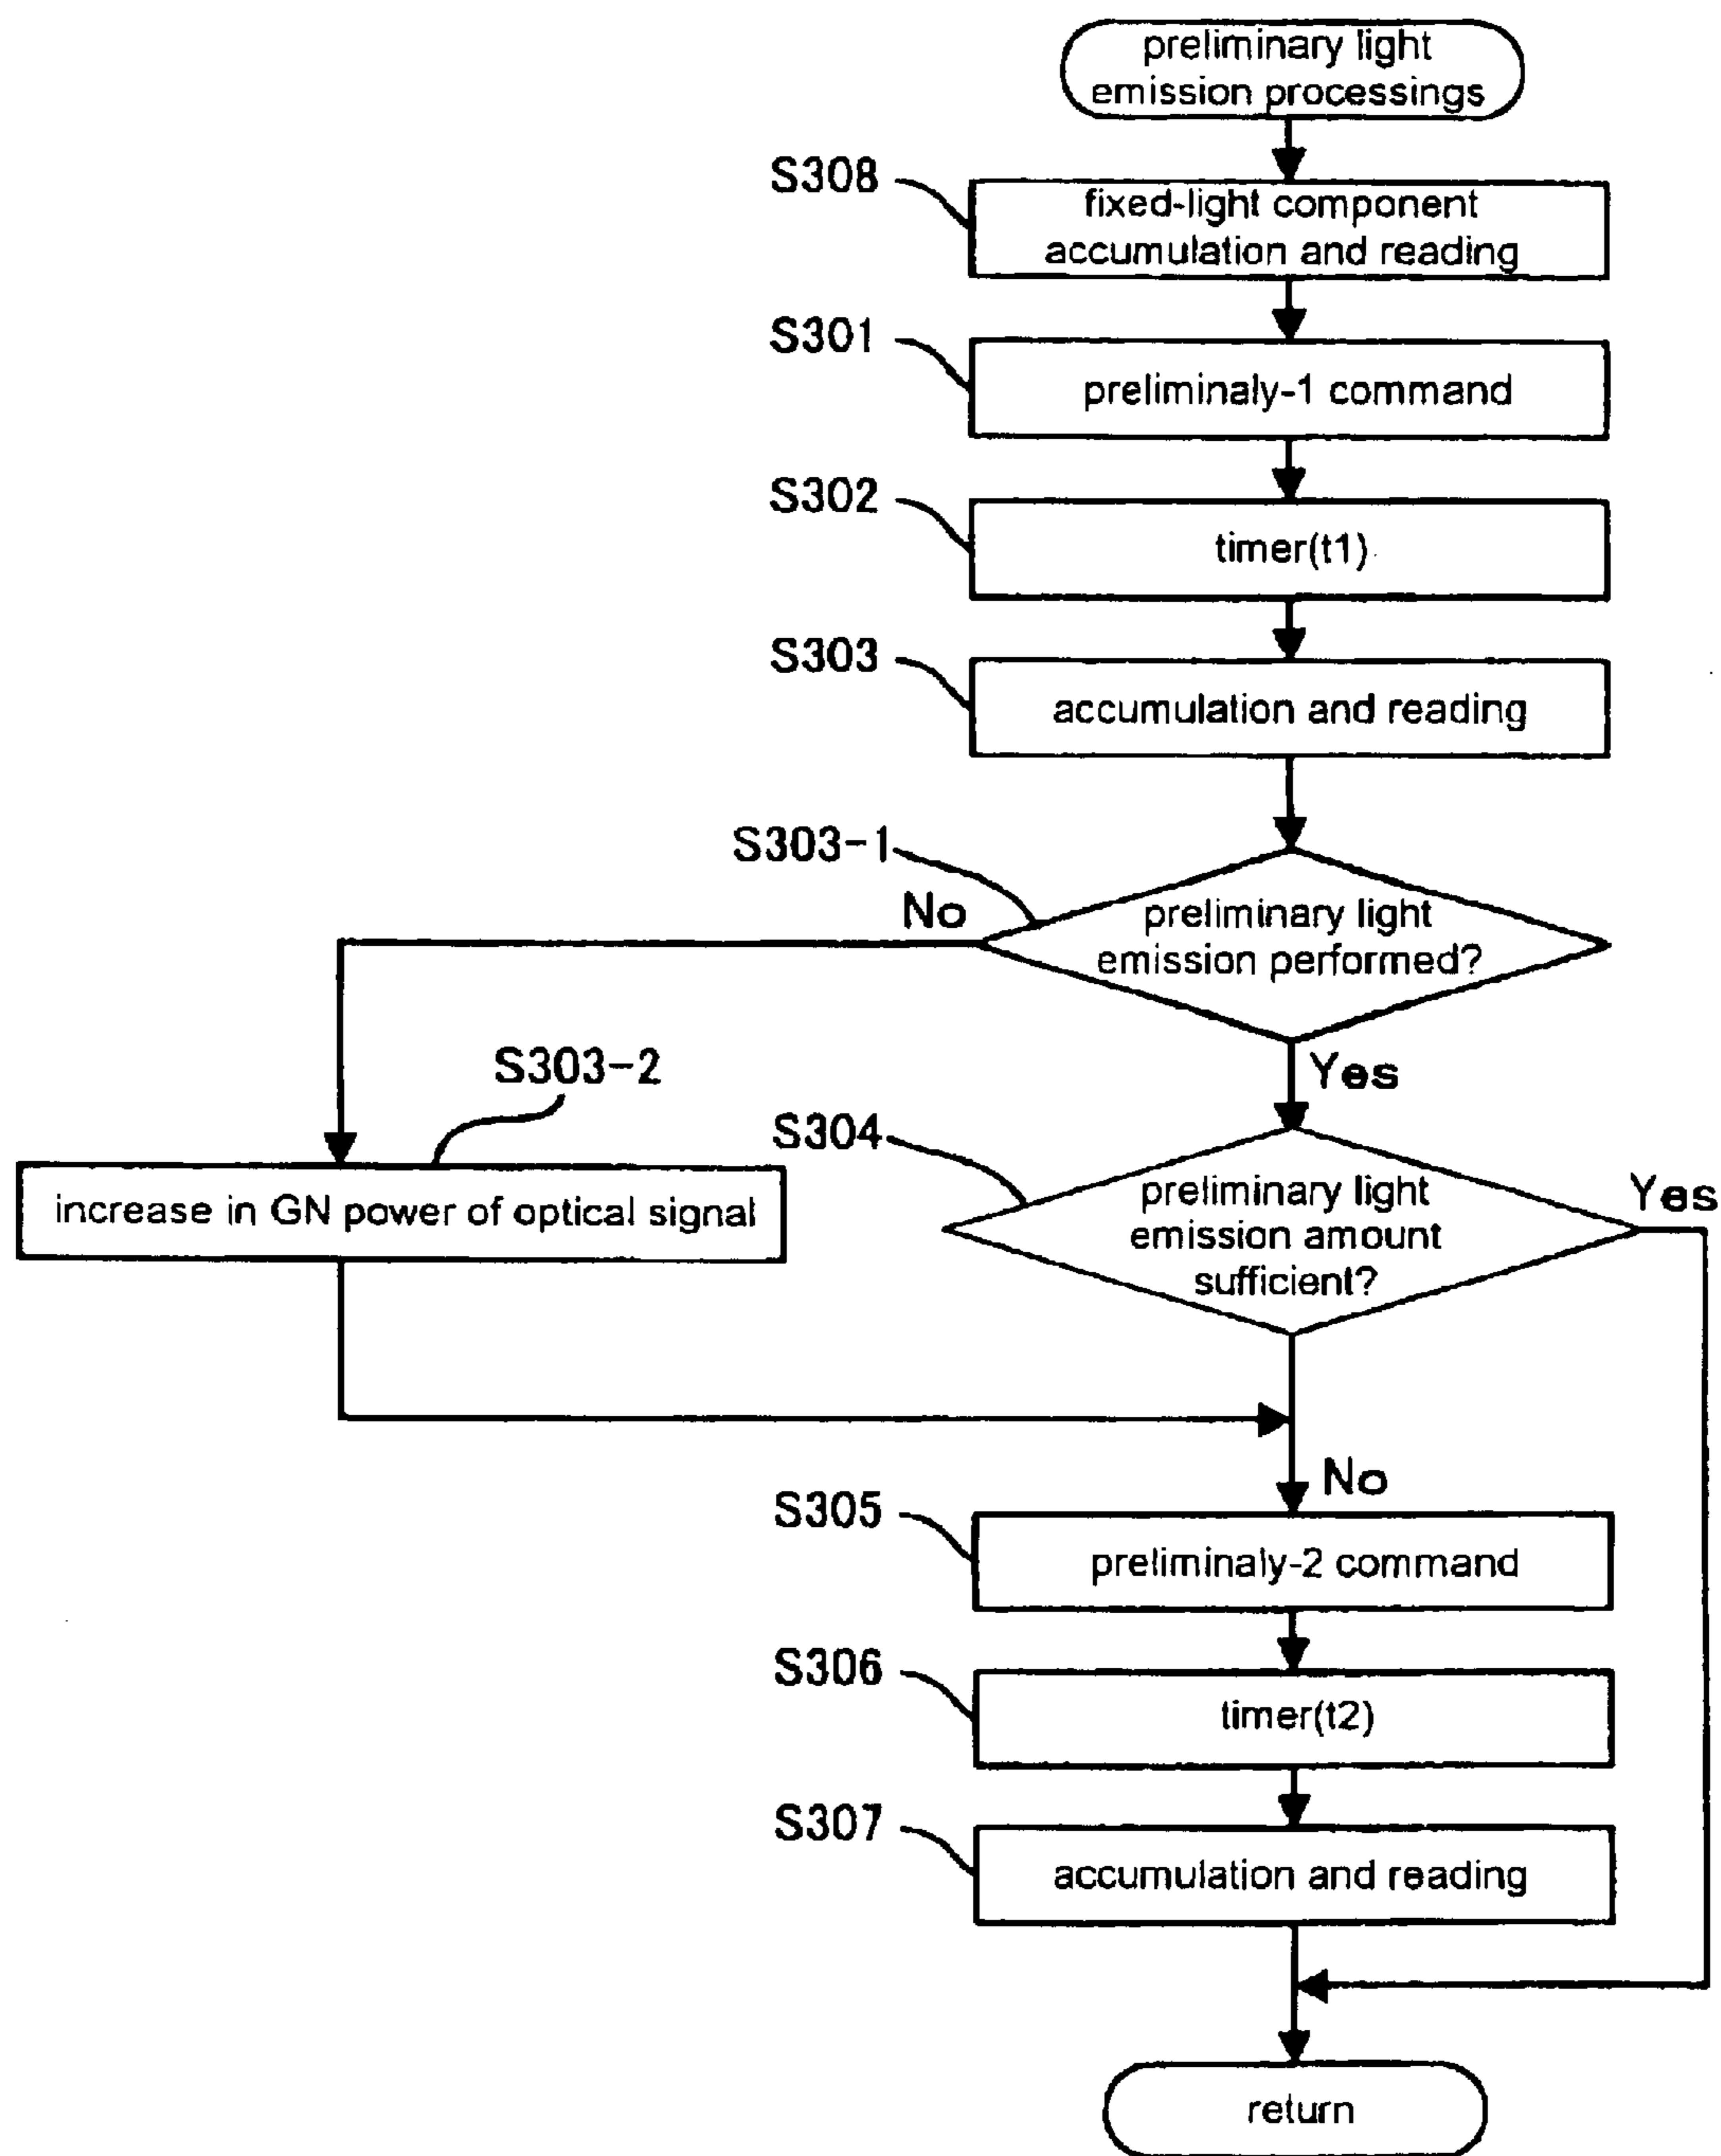 preliminary light
emission processings
S308
fixed-light component
accumulation and reading
S301
preliminaly-1 command
S302
timer(t1)
S303
accumulation and reading
S303-1
No
preliminary light
emission performed?
Yes
S303-2
increase in GN power of optical signal
S304
preliminary light
emission amount
sufficient?
Yes
No
S305
preliminaly-2 command
S306
timer(t2)
S307
accumulation and reading
return